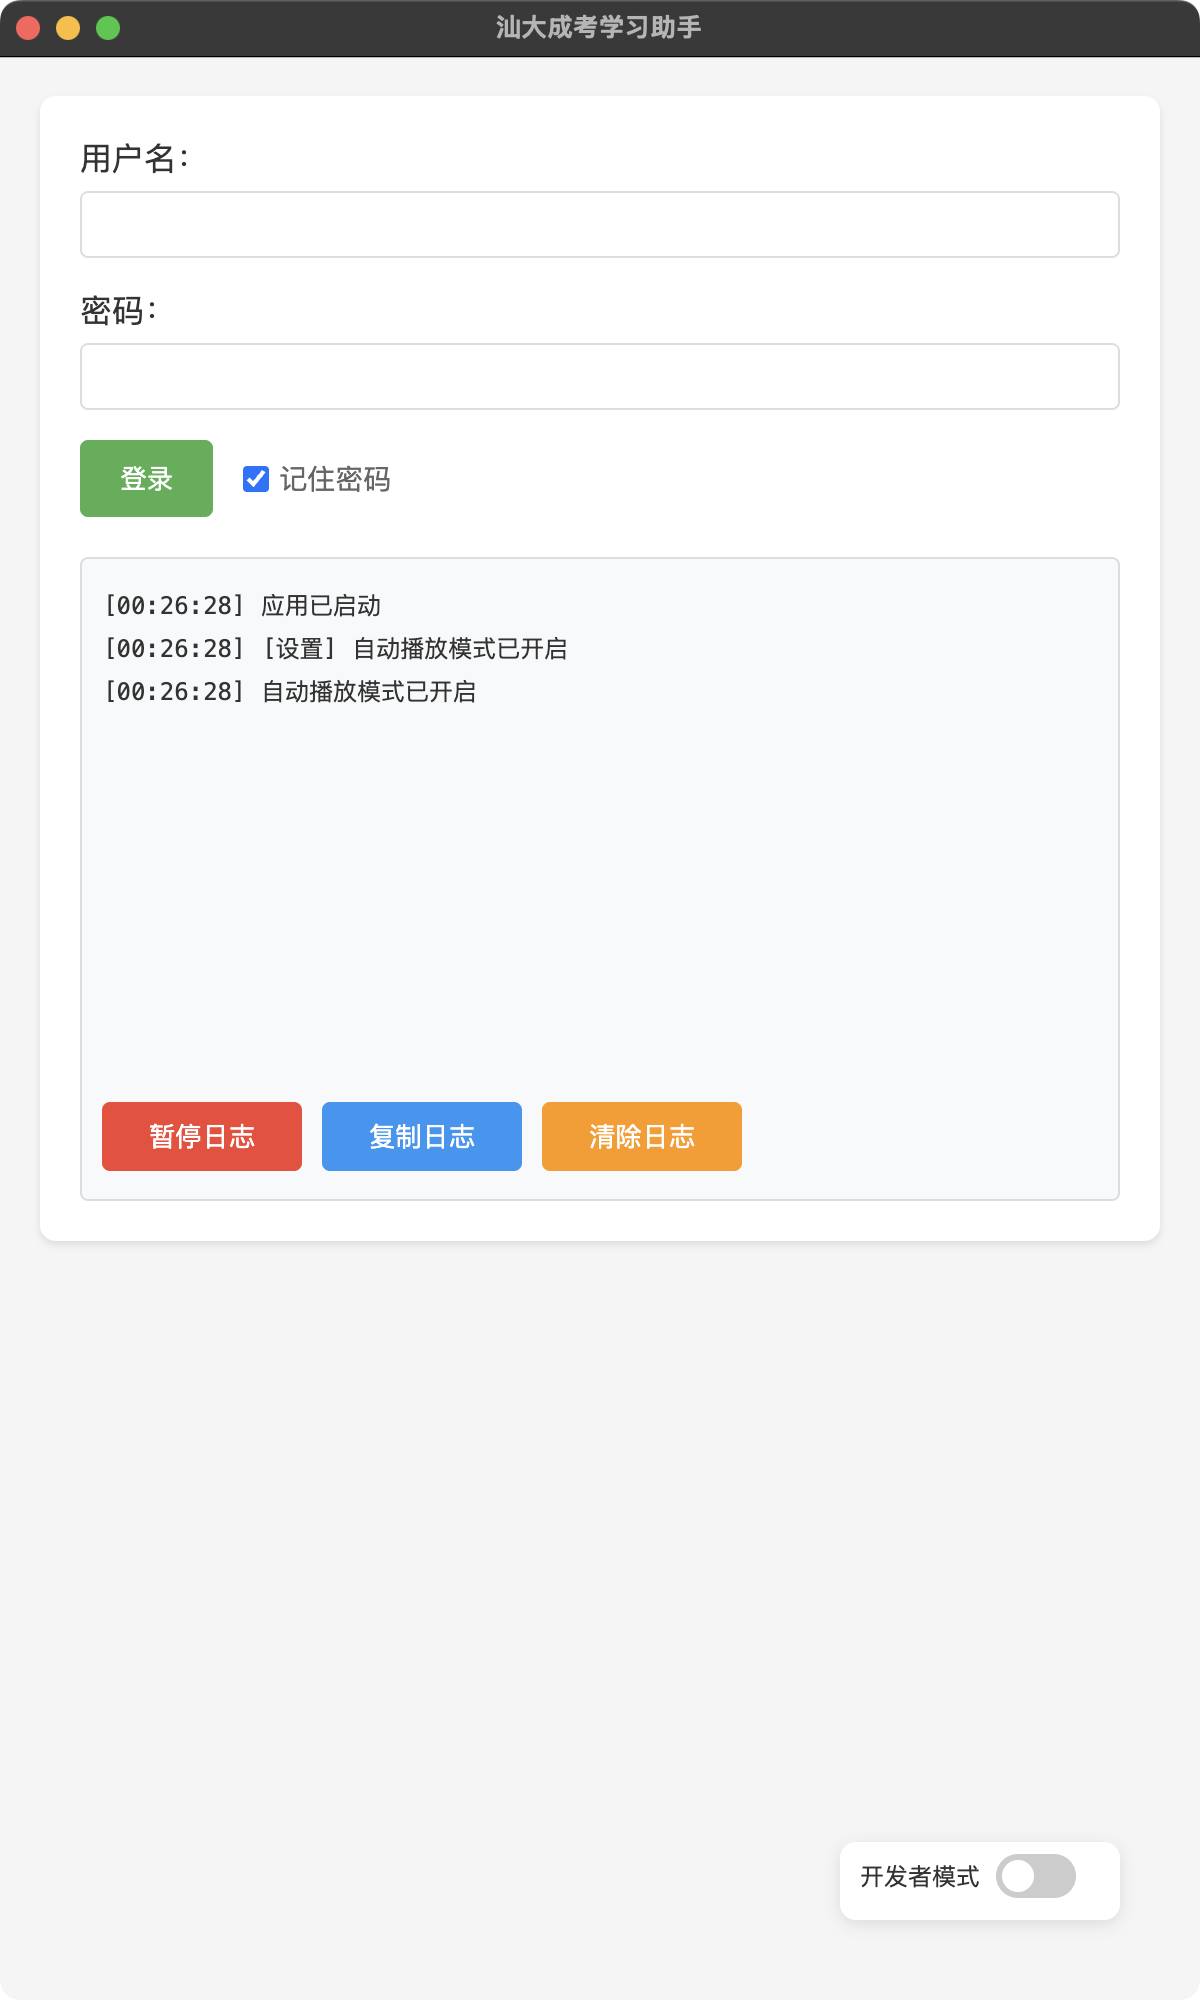 汕大成考学习助手
用户名：
密码：
登录 记住密码
[00:26:28] 应用已启动
[00:26:28] [设置] 自动播放模式已开启
[00:26:28] 自动播放模式已开启
暂停日志 复制日志 清除日志
开发者模式